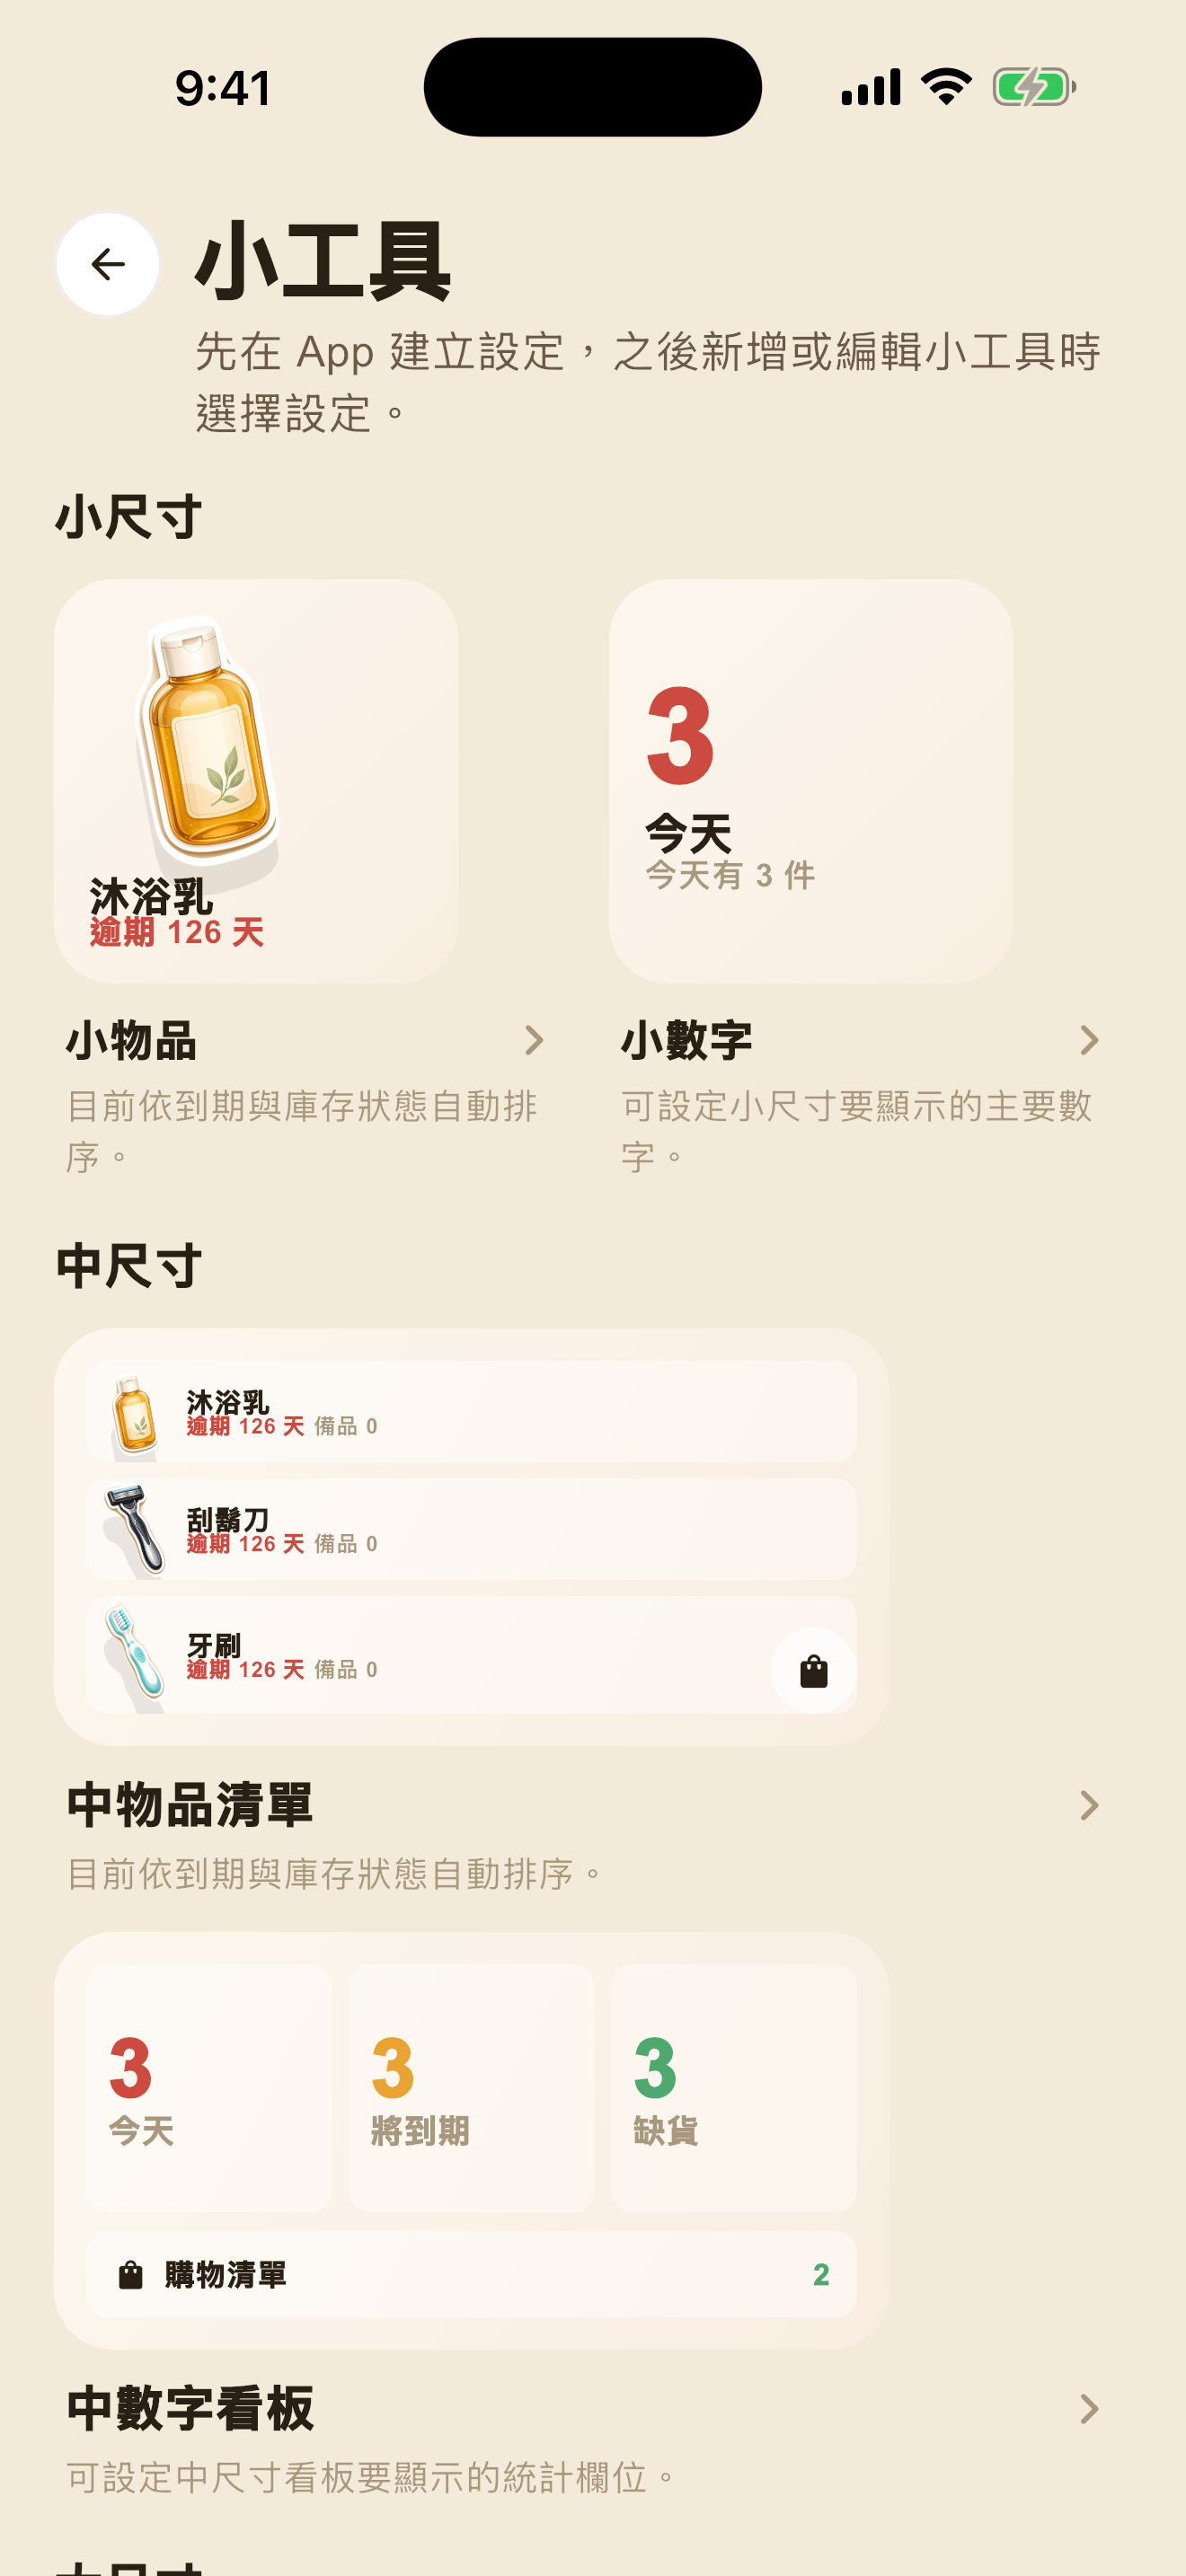 9:41
小工具
先在 App 建立設定，之後新增或編輯小工具時
選擇設定。
小尺寸
沐浴乳
逾期 126 天
3
今天
今天有 3 件
小物品
目前依到期與庫存狀態自動排
序。
小數字
可設定小尺寸要顯示的主要數
字。
中尺寸
沐浴乳
逾期 126 天 備品 0
刮鬍刀
逾期 126 天 備品 0
牙刷
逾期 126 天 備品 0
中物品清單
目前依到期與庫存狀態自動排序。
3
今天
3
將到期
3
缺貨
購物清單 2
中數字看板
可設定中尺寸看板要顯示的統計欄位。